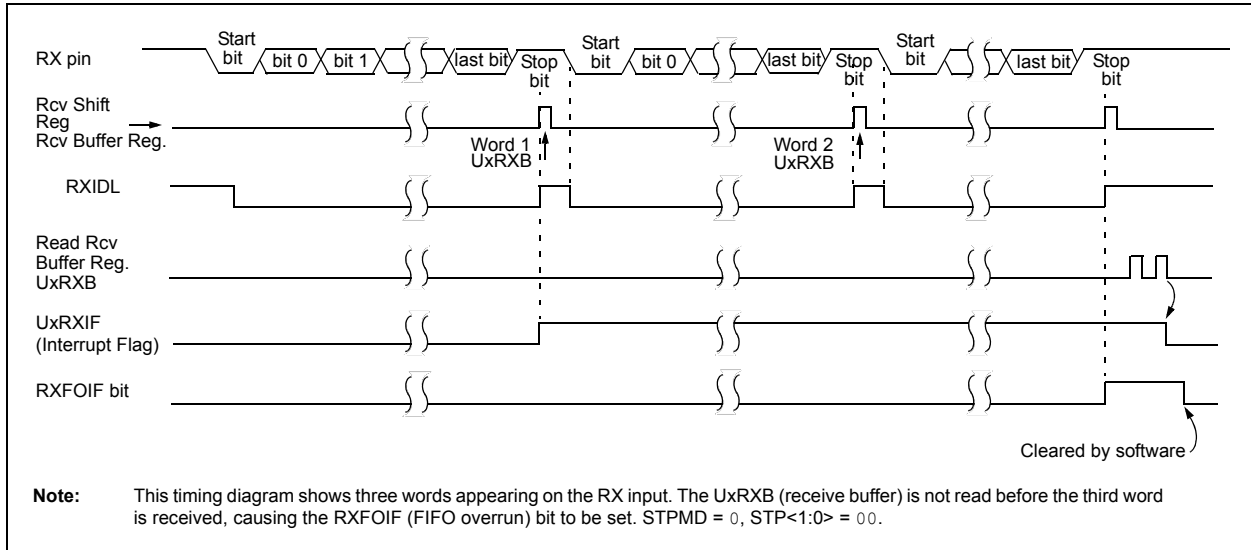 RX pin
Start
bit
bit 0
bit 1
last bit
Stop
bit
Start
bit
bit 0
last bit
Stop
bit
Start
bit
last bit
Stop
bit
Rcv Shift
Reg
Rcv Buffer Reg.
Word 1
UxRXB
Word 2
UxRXB
RXIDL
Read Rcv
Buffer Reg.
UxRXB
UxRXIF
(Interrupt Flag)
RXFOIF bit
Cleared by software
Note: This timing diagram shows three words appearing on the RX input. The UxRXB (receive buffer) is not read before the third word
is received, causing the RXFOIF (FIFO overrun) bit to be set. STPMD = 0, STP<1:0> = 00.